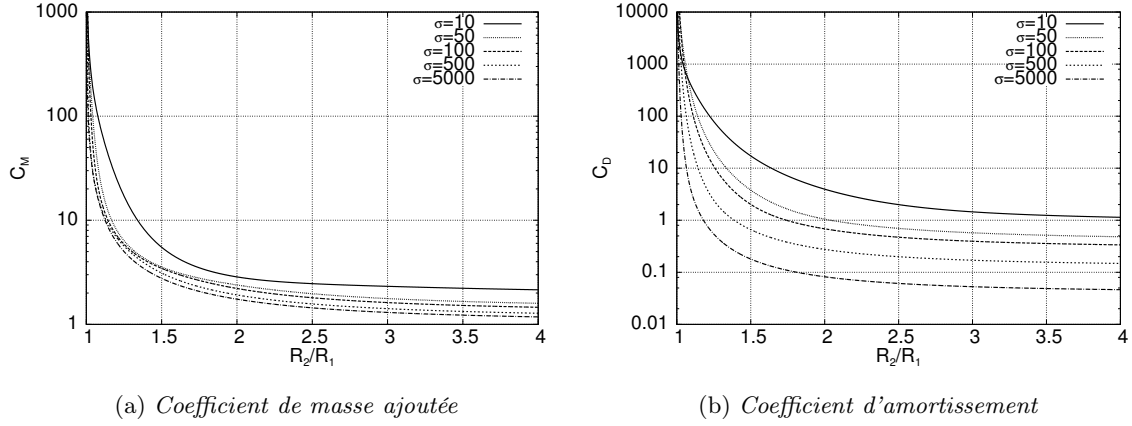 1000
100
10
1
C_M
σ=10
σ=50
σ=100
σ=500
σ=5000
1 1.5 2 2.5 3 3.5 4
R_2/R_1
(a) Coefficient de masse ajoutée
10000
1000
100
10
1
0.1
0.01
C_D
σ=10
σ=50
σ=100
σ=500
σ=5000
1 1.5 2 2.5 3 3.5 4
R_2/R_1
(b) Coefficient d'amortissement